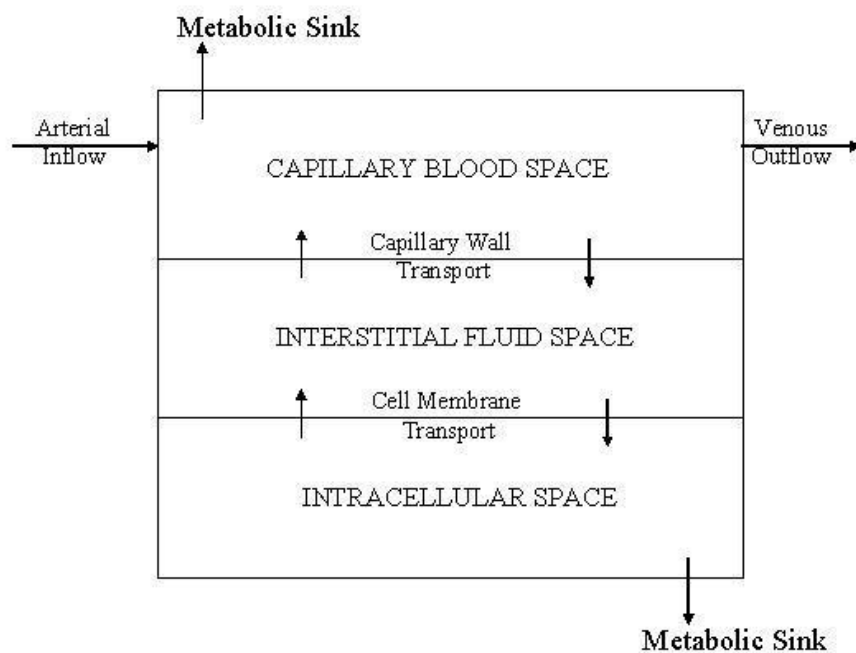 Metabolic Sink
Arterial
Inflow
Venous
Outflow
CAPILLARY BLOOD SPACE
Capillary Wall
Transport
INTERSTITIAL FLUID SPACE
Cell Membrane
Transport
INTRACELLULAR SPACE
Metabolic Sink